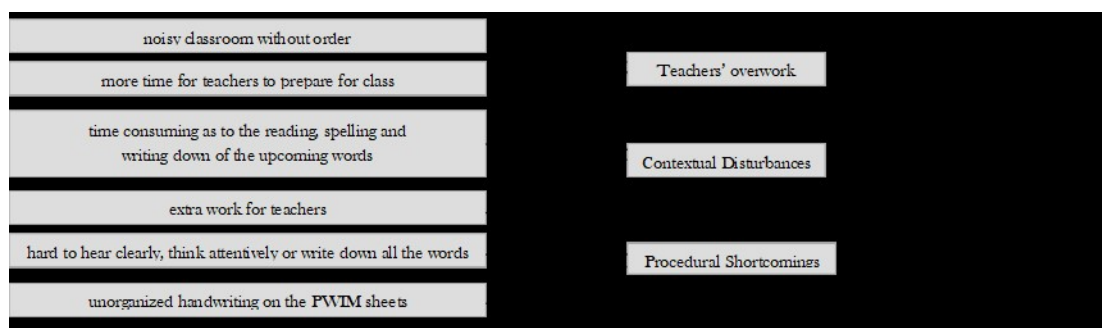 noisy classroom without order
more time for teachers to prepare for class
time consuming as to the reading, spelling and
writing down of the upcoming words
extra work for teachers
hard to hear clearly, think attentively or write down all the words
unorganized handwriting on the PWIM sheets
Teachers' overwork
Contextual Disturbances
Procedural Shortcomings